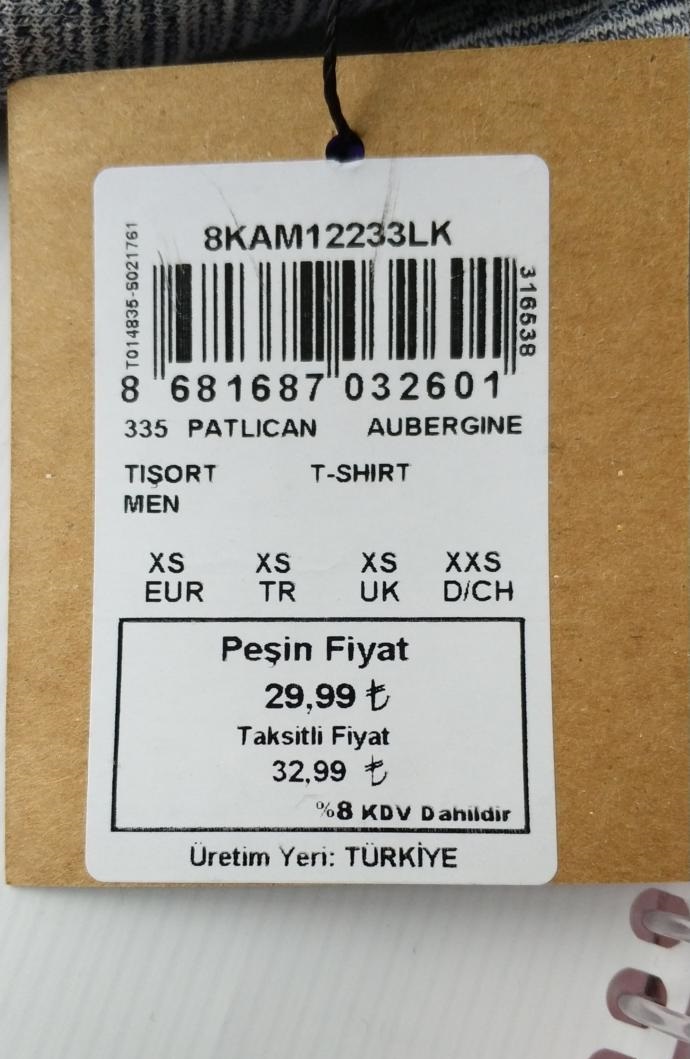 8KAM12233LK
T014835-S021761
316538
8 681687 032601
335 PATLICAN AUBERGINE
TIŞORT T-SHIRT
MEN
XS XS XS XXS
EUR TR UK D/CH
Peşin Fiyat
29,99 ₺
Taksitli Fiyat
32,99 ₺
%8 KDV Dahildir
Üretim Yeri: TÜRKİYE